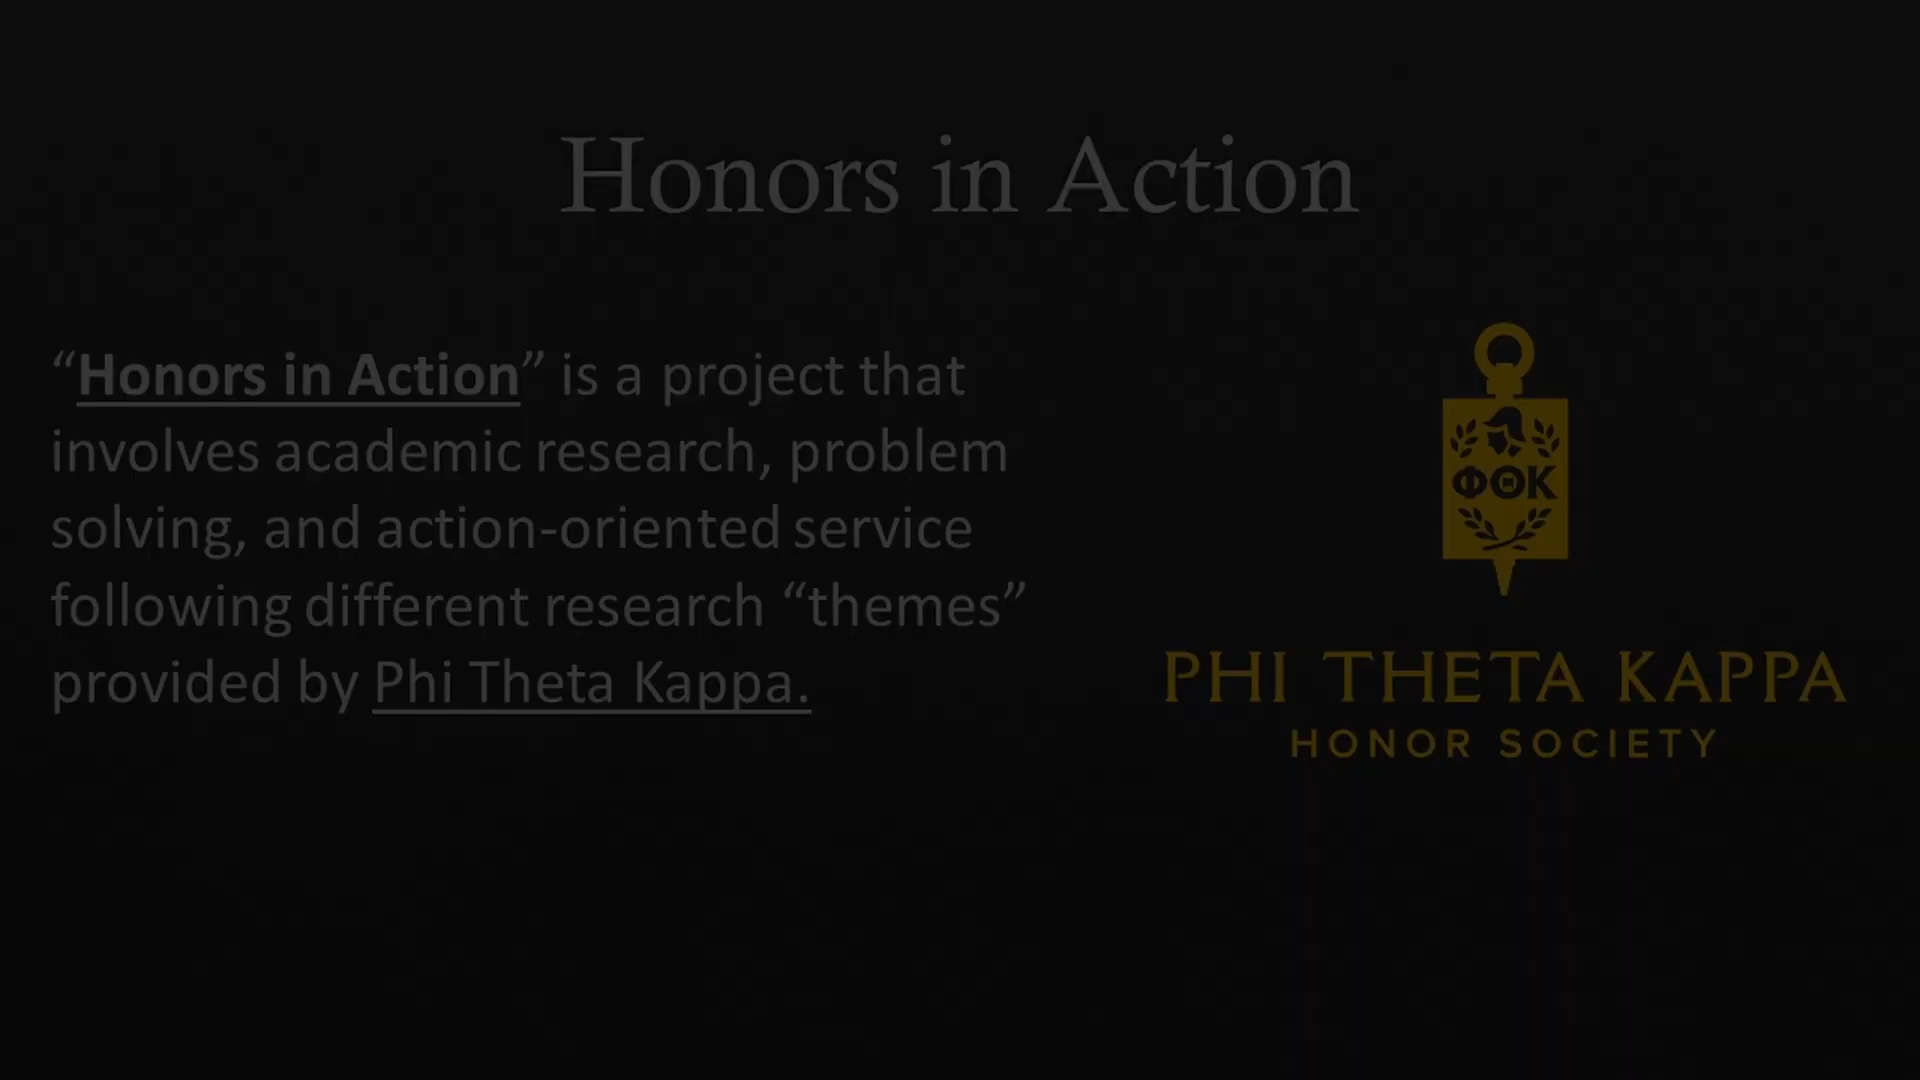 Honors in Action
“Honors in Action” is a project that
involves academic research, problem
solving, and action-oriented service
following different research “themes”
provided by Phi Theta Kappa.
ΦΘΚ
PHI THETA KAPPA
HONOR SOCIETY